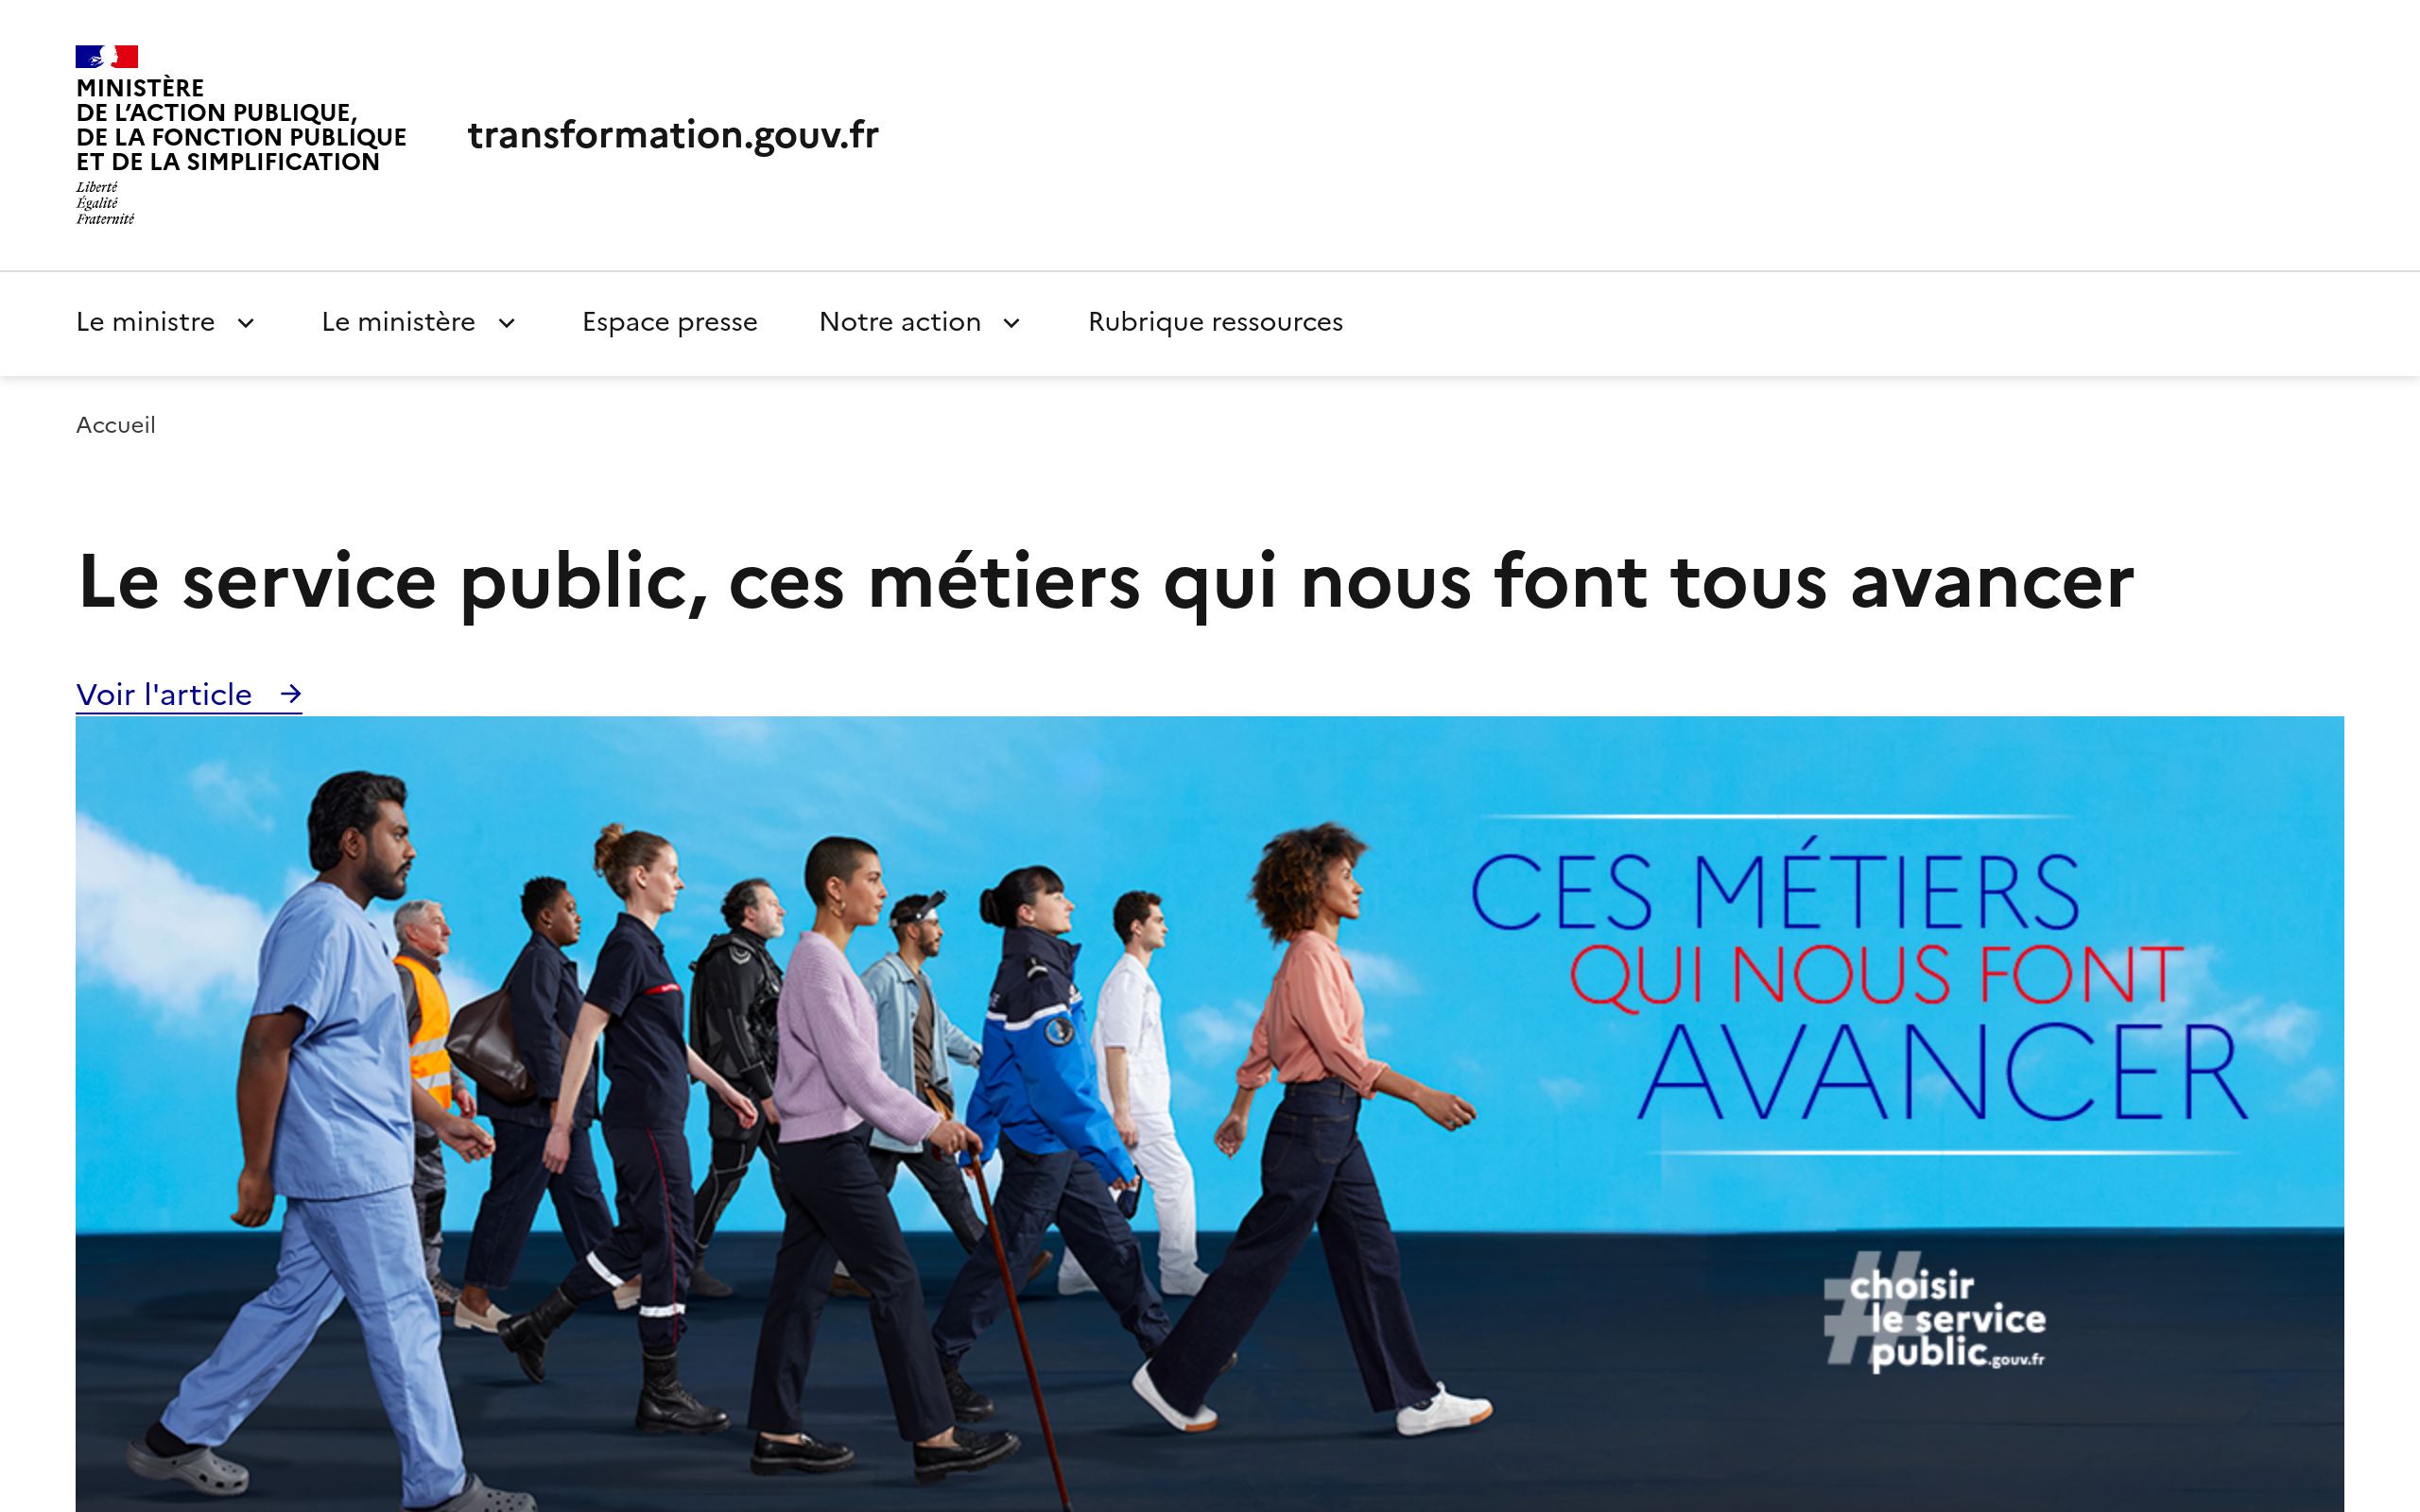 MINISTÈRE
DE L’ACTION PUBLIQUE,
DE LA FONCTION PUBLIQUE
ET DE LA SIMPLIFICATION
Liberté
Égalité
Fraternité
transformation.gouv.fr
Le ministre
Le ministère
Espace presse
Notre action
Rubrique ressources
Accueil
Le service public, ces métiers qui nous font tous avancer
Voir l'article
CES MÉTIERS
QUI NOUS FONT
AVANCER
#choisir
le service
public.gouv.fr